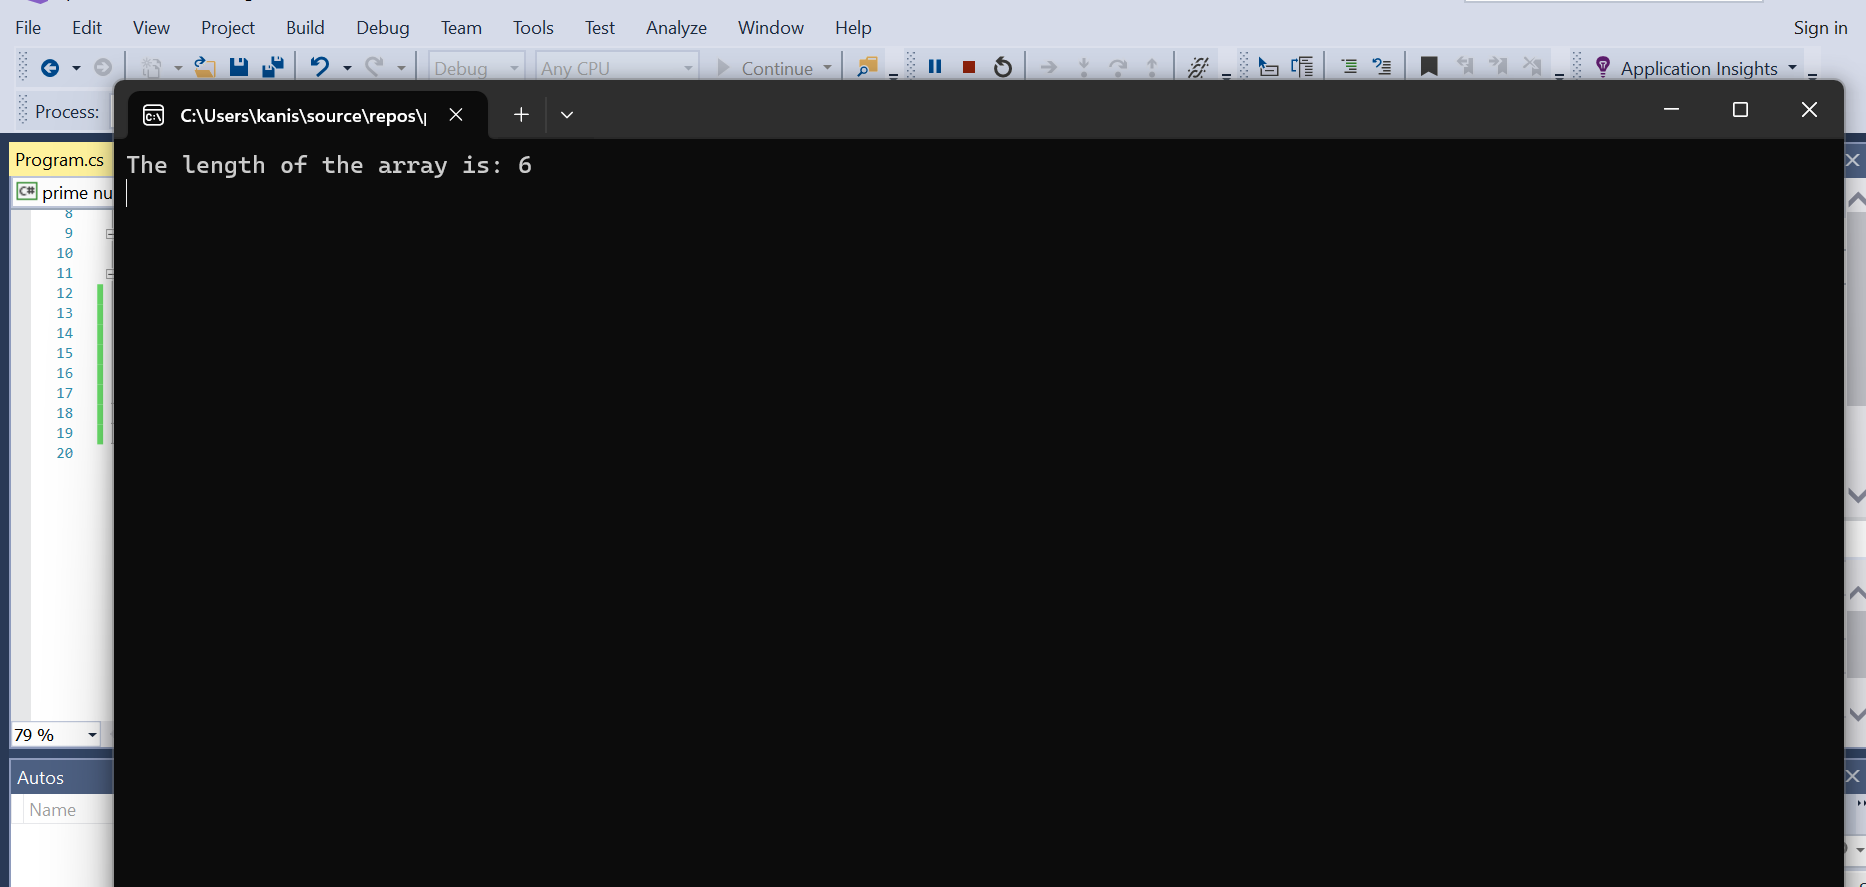 File Edit View Project Build Debug Team Tools Test Analyze Window Help Sign in
Debug Any CPU Continue Application Insights
Process:
C:\Users\kanis\source\repos\
Program.cs
The length of the array is: 6
C# prime nu
8
9
10
11
12
13
14
15
16
17
18
19
20
79 %
Autos
Name